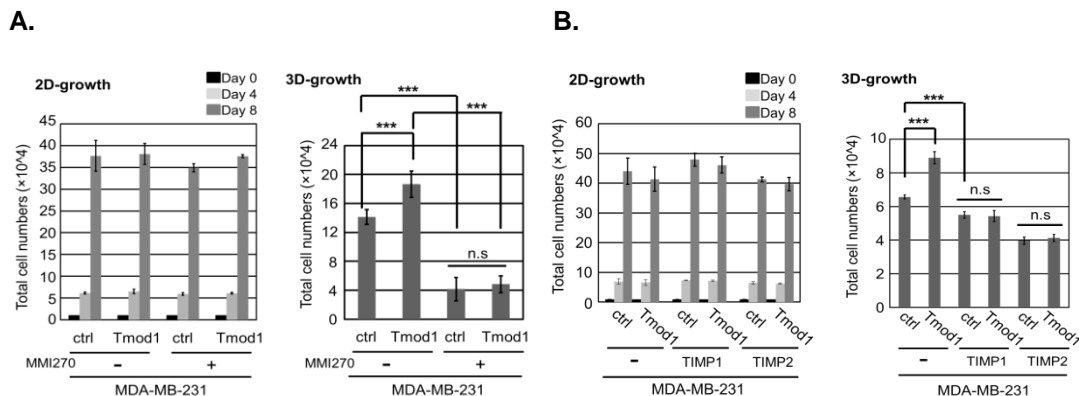 A.
2D-growth
Day 0
Day 4
Day 8
Total cell numbers (×10^4)
45
40
35
30
25
20
15
10
5
0
ctrl Tmod1 ctrl Tmod1
MMI270 - +
MDA-MB-231
3D-growth
***
***
***
Total cell numbers (×10^4)
24
20
16
12
8
4
0
n.s
ctrl Tmod1 ctrl Tmod1
MMI270 - +
MDA-MB-231
B.
2D-growth
Day 0
Day 4
Day 8
Total cell numbers (×10^4)
60
50
40
30
20
10
0
ctrl Tmod1 ctrl Tmod1 ctrl Tmod1
- TIMP1 TIMP2
MDA-MB-231
3D-growth
***
***
Total cell numbers (×10^4)
10
8
6
4
2
0
n.s
n.s
ctrl Tmod1 ctrl Tmod1 ctrl Tmod1
- TIMP1 TIMP2
MDA-MB-231